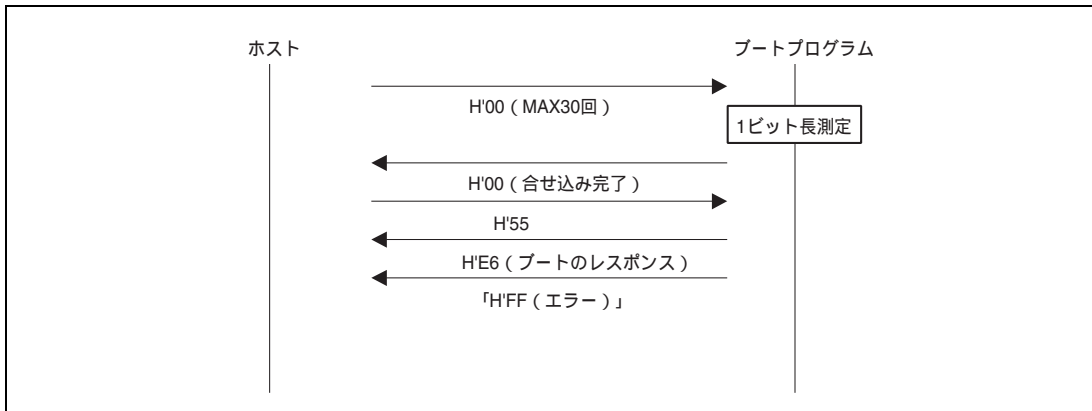 ホスト
ブートプログラム
H'00（MAX30回）
1ビット長測定
H'00（合せ込み完了）
H'55
H'E6（ブートのレスポンス）
「H'FF（エラー）」